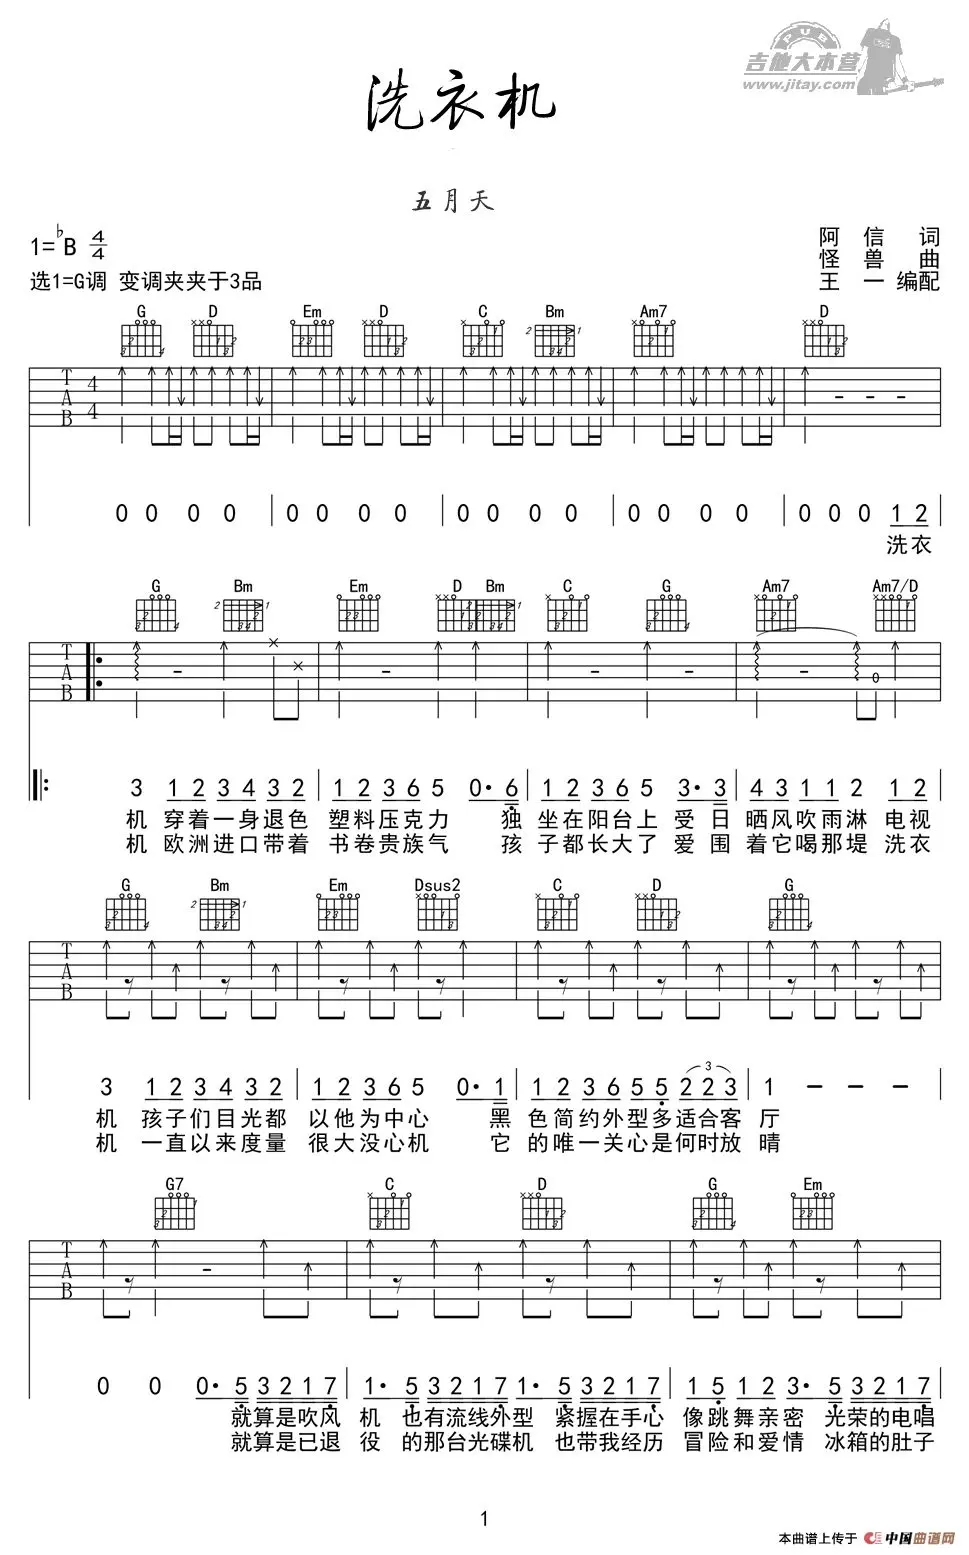 PUB
吉他大本营
www.jitay.com
洗衣机
五月天
1=♭B 4/4
阿信 词
怪兽 曲
选1=G调 变调夹夹于3品
王一 编配
G D Em D C Bm Am7 D
T A B 4 4
0 0 0 0 0 0 0 0 0 0 0 0 0 0 0 0 0 0 0 1 2
洗衣
G Bm Em D Bm C G Am7 Am7/D
T A B
3 1 2 3 4 3 2 1 2 3 6 5 0· 6 1 2 3 6 5 3· 3 4 3 1 2 1 2
机 穿着一身退色 塑料压克力 独 坐在阳台上 受 日 晒风吹雨淋 电视
机 欧洲进口带着 书卷贵族气 孩 子都长大了 爱 围 着它喝那堤 洗衣
G Bm Em Dsus2 C D G
T A B
3 1 2 3 4 3 2 1 2 3 6 5 0· 1 1 2 3 6 5 5 2 2 3 1 — — —
机 孩子们目光都 以他为中心 黑 色简约外型多适合客 厅
机 一直以来度量 很大没心机 它 的唯一关心是何时放 晴
G7 C D G Em
T A B
0 0 0· 5 3 2 1 7 1· 5 3 2 1 7 1· 5 3 2 1 7 1 5 1 2 3· 5 3 2 1 7
就算是吹风 机 也有流线外型 紧握在手心 像跳舞亲密 光荣的电唱
就算是已退 役 的那台光碟机 也带我经历 冒险和爱情 冰箱的肚子
1
本曲谱上传于 中国曲谱网